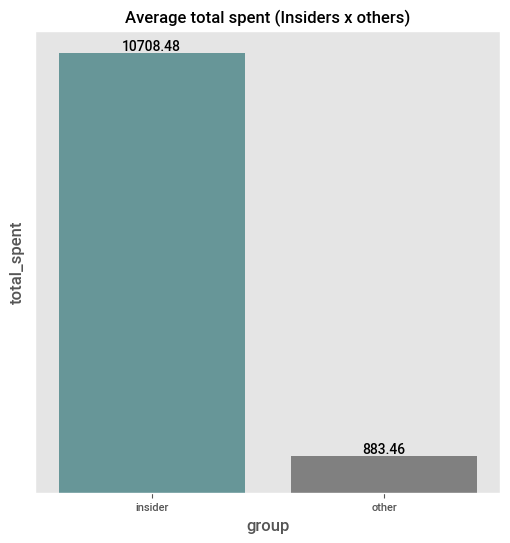 Average total spent (Insiders x others)
10708.48
total_spent
883.46
insider
other
group